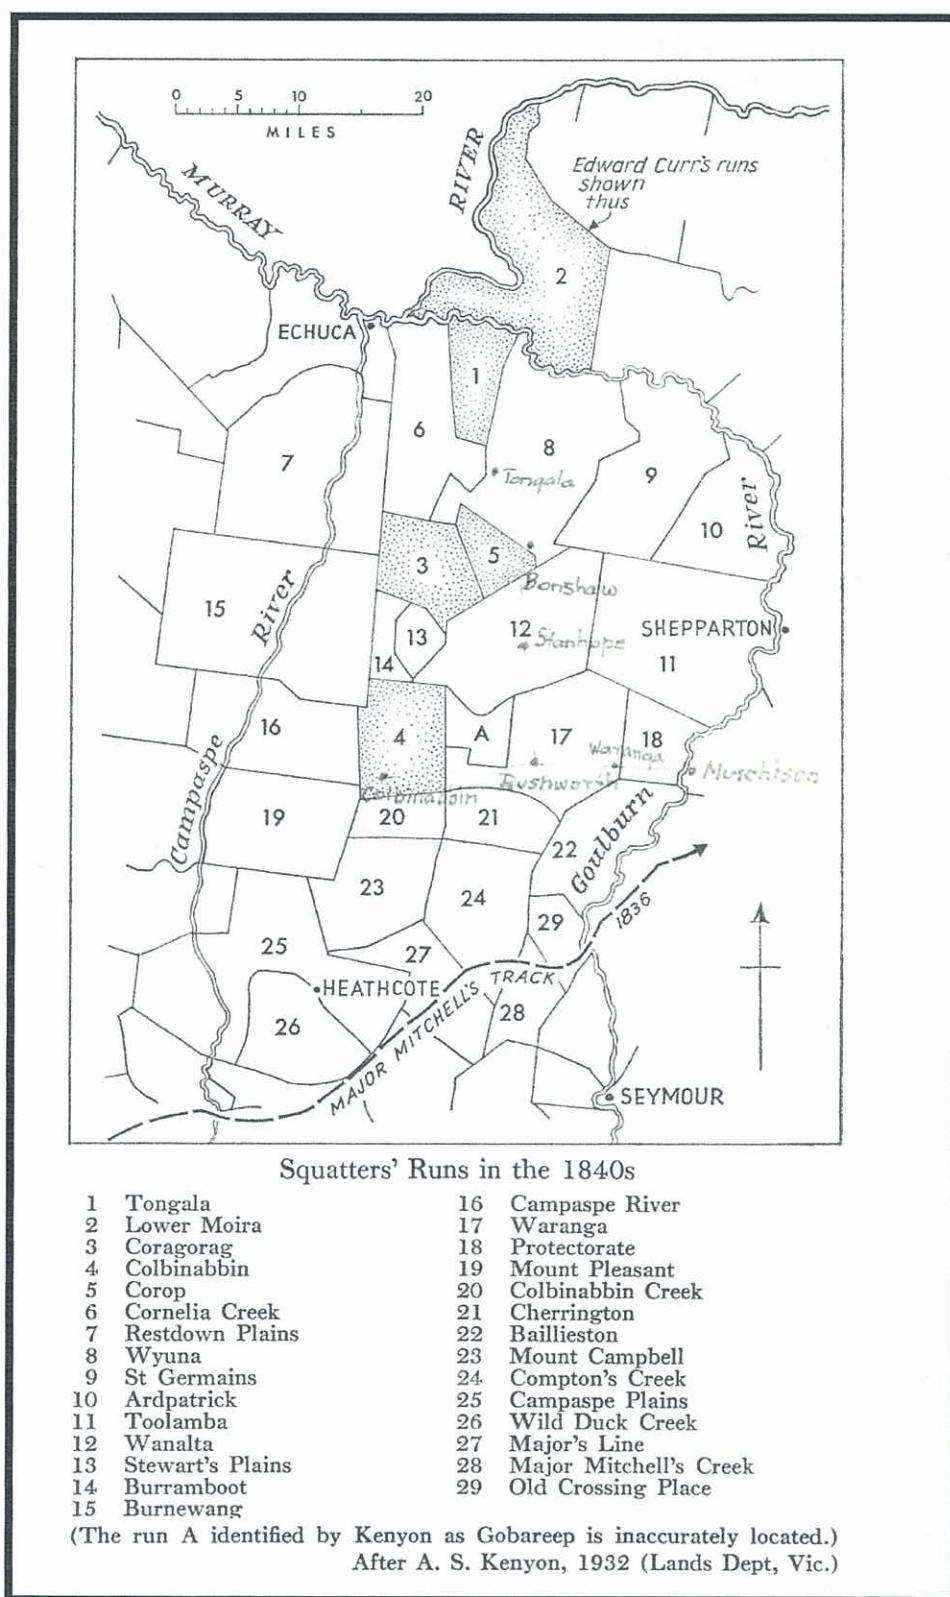 0 5 10 20
MILES
MURRAY
RIVER
Edward Curr's runs
shown
thus
2
ECHUCA
1
6
7
8
Tongala
9
10
River
3
5
Bonshaw
15
River
13
12
Stanhope
SHEPPARTON
14
11
16
4
A
17
Waranga
18
Colbinabbin
Rushworth
Murchison
Campaspe
19
20
21
22
Goulburn
23
24
29
1836
25
27
HEATHCOTE
MAJOR MITCHELL'S TRACK
28
26
SEYMOUR
Squatters' Runs in the 1840s
1 Tongala
2 Lower Moira
3 Coragorag
4 Colbinabbin
5 Corop
6 Cornelia Creek
7 Restdown Plains
8 Wyuna
9 St Germains
10 Ardpatrick
11 Toolamba
12 Wanalta
13 Stewart's Plains
14 Burramboot
15 Burnewang
16 Campaspe River
17 Waranga
18 Protectorate
19 Mount Pleasant
20 Colbinabbin Creek
21 Cherrington
22 Baillieston
23 Mount Campbell
24 Compton's Creek
25 Campaspe Plains
26 Wild Duck Creek
27 Major's Line
28 Major Mitchell's Creek
29 Old Crossing Place
(The run A identified by Kenyon as Gobareep is inaccurately located.)
After A. S. Kenyon, 1932 (Lands Dept, Vic.)